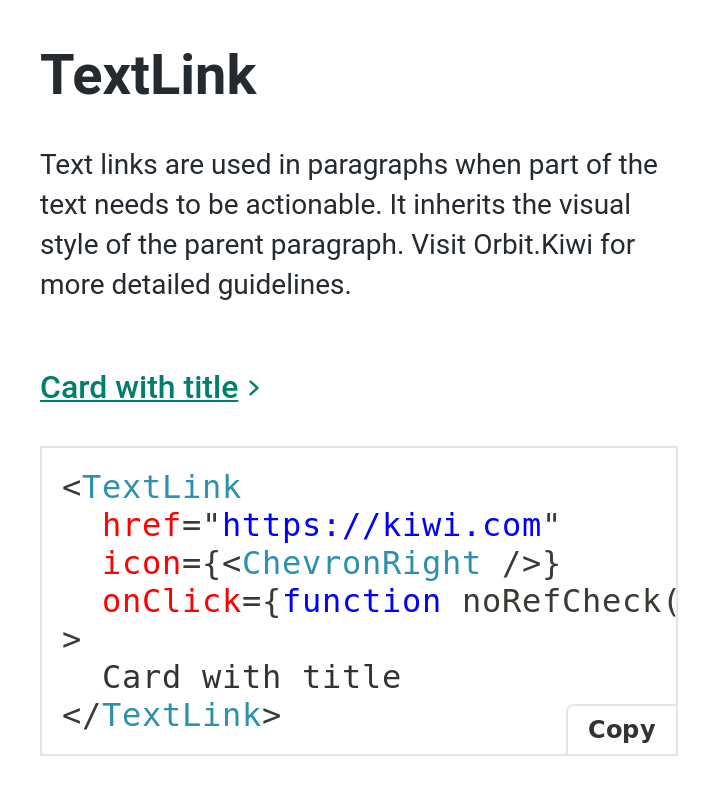 TextLink
Text links are used in paragraphs when part of the
text needs to be actionable. It inherits the visual
style of the parent paragraph. Visit Orbit.Kiwi for
more detailed guidelines.
Card with title
<TextLink
  href="https://kiwi.com"
  icon={<ChevronRight />}
  onClick={function noRefCheck(
>
  Card with title
</TextLink>
Copy